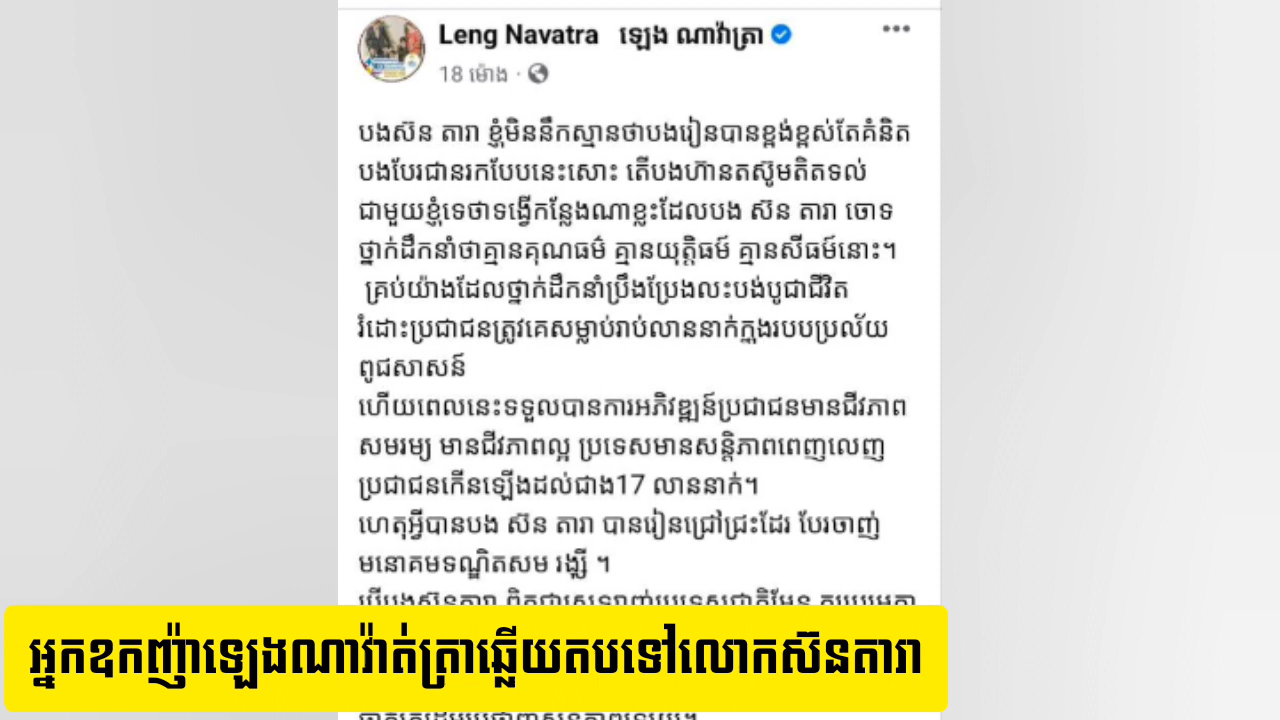 Leng Navatra ឡេង ណាវ៉ាត្រា
18 ម៉ោង
បងស៊ន តារា ខ្ញុំមិននឹកស្មានថាបងរៀនបានខ្ពង់ខ្ពស់តែគំនិត
បងបែរជានរកបែបនេះសោះ តើបងហ៊ានតស៊ូមតិតទល់
ជាមួយខ្ញុំទេថាទង្វើកន្លែងណាខ្លះដែលបង ស៊ន តារា ចោទ
ថ្នាក់ដឹកនាំថាគ្មានគុណធម៌ គ្មានយុត្តិធម៍ គ្មានសីធម៍នោះ។
គ្រប់យ៉ាងដែលថ្នាក់ដឹកនាំប្រឹងប្រែងលះបង់បូជាជីវិត
រំដោះប្រជាជនត្រូវគេសម្លាប់រាប់លាននាក់ក្នុងរបបប្រល័យ
ពូជសាសន៍
ហើយពេលនេះទទួលបានការអភិវឌ្ឍន៍ប្រជាជនមានជីវភាព
សមរម្យ មានជីវភាពល្អ ប្រទេសមានសន្តិភាពពេញលេញ
ប្រជាជនកើនឡើងដល់ជាង17 លាននាក់។
ហេតុអ្វីបានបង ស៊ន តារា បានរៀនជ្រៅជ្រះដែរ បែរចាញ់
មនោគមទណ្ឌិតសម រង្ស៊ី ។
អ្នកឧកញ៉ាឡេងណាវ៉ាត់ត្រាឆ្លើយតបទៅលោកស៊នតារា